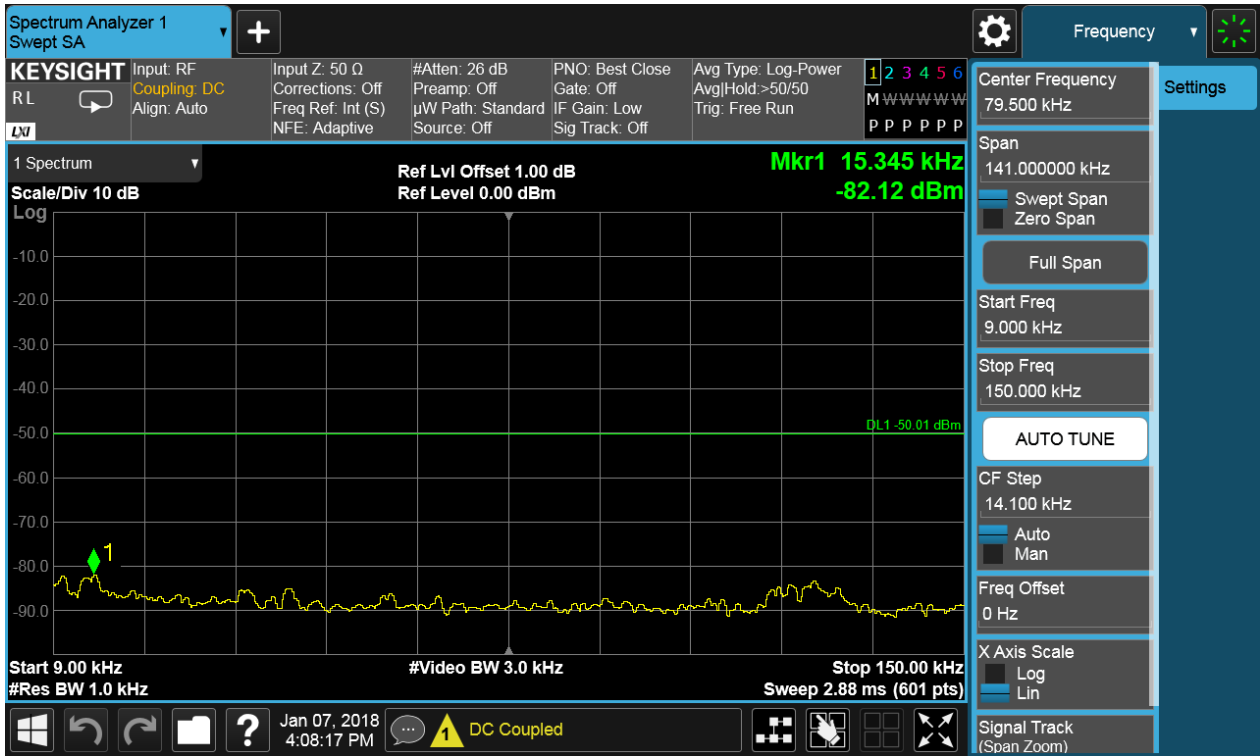 Spectrum Analyzer 1
Swept SA
+
Frequency
KEYSIGHT
RL
LXI
Input: RF
Coupling: DC
Align: Auto
Input Z: 50 Ω
Corrections: Off
Freq Ref: Int (S)
NFE: Adaptive
#Atten: 26 dB
Preamp: Off
µW Path: Standard
Source: Off
PNO: Best Close
Gate: Off
IF Gain: Low
Sig Track: Off
Avg Type: Log-Power
Avg|Hold:>50/50
Trig: Free Run
1 2 3 4 5 6
M W W W W W
P P P P P P
1 Spectrum
Scale/Div 10 dB
Ref Lvl Offset 1.00 dB
Ref Level 0.00 dBm
Mkr1 15.345 kHz
-82.12 dBm
Log
-10.0
-20.0
-30.0
-40.0
-50.0
-60.0
-70.0
-80.0
-90.0
DL1 -50.01 dBm
1
Start 9.00 kHz
#Video BW 3.0 kHz
Stop 150.00 kHz
#Res BW 1.0 kHz
Sweep 2.88 ms (601 pts)
Center Frequency
79.500 kHz
Span
141.000000 kHz
Swept Span
Zero Span
Full Span
Start Freq
9.000 kHz
Stop Freq
150.000 kHz
AUTO TUNE
CF Step
14.100 kHz
Auto
Man
Freq Offset
0 Hz
X Axis Scale
Log
Lin
Signal Track
(Span Zoom)
Settings
?
Jan 07, 2018
4:08:17 PM
1
DC Coupled